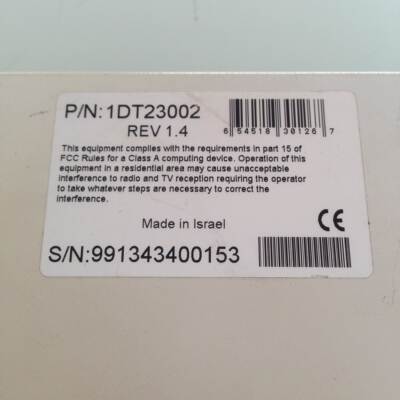 P/N:1DT23002
REV 1.4
6 54518 30126 7
This equipment complies with the requirements in part 15 of
FCC Rules for a Class A computing device. Operation of this
equipment in a residential area may cause unacceptable
interference to radio and TV reception requiring the operator
to take whatever steps are necessary to correct the
interference.
Made in Israel
CE
S/N:991343400153